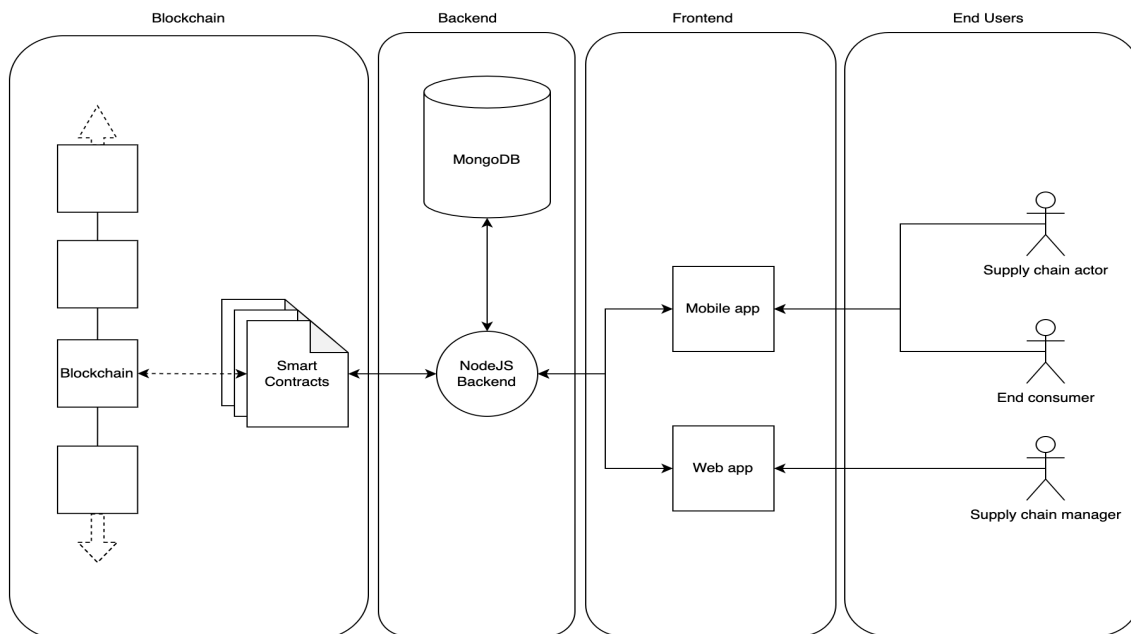 Blockchain
Backend
Frontend
End Users
MongoDB
Supply chain actor
Mobile app
Blockchain
Smart
Contracts
NodeJS
Backend
End consumer
Web app
Supply chain manager